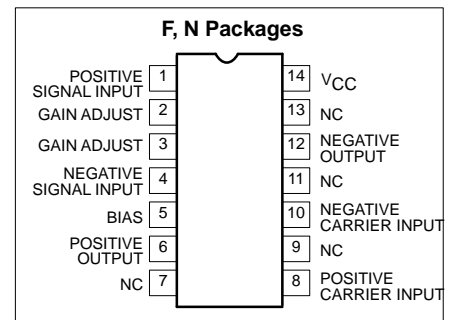 F, N Packages
POSITIVE
SIGNAL INPUT
1
GAIN ADJUST
2
GAIN ADJUST
3
NEGATIVE
SIGNAL INPUT
4
BIAS
5
POSITIVE
OUTPUT
6
NC
7
14
VCC
13
NC
12
NEGATIVE
OUTPUT
11
NC
10
NEGATIVE
CARRIER INPUT
9
NC
8
POSITIVE
CARRIER INPUT